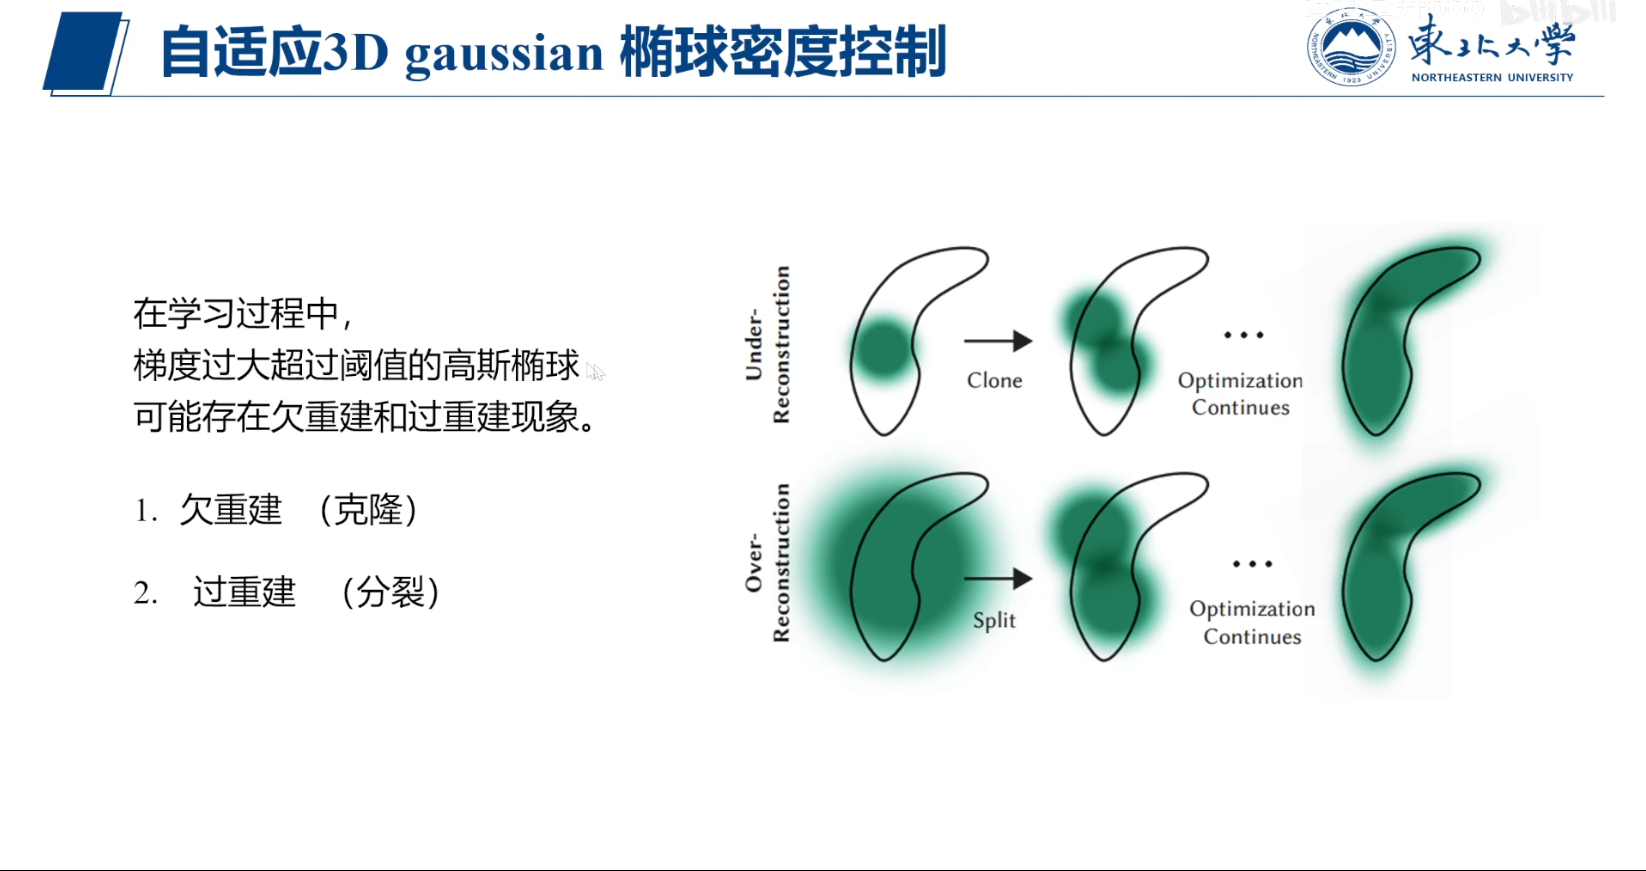 自适应3D gaussian 椭球密度控制
東北大学
NORTHEASTERN UNIVERSITY
bilibili
在学习过程中，
梯度过大超过阈值的高斯椭球
可能存在欠重建和过重建现象。
1. 欠重建 （克隆）
2. 过重建 （分裂）
Under-
Reconstruction
Clone
...
Optimization
Continues
Over-
Reconstruction
Split
...
Optimization
Continues